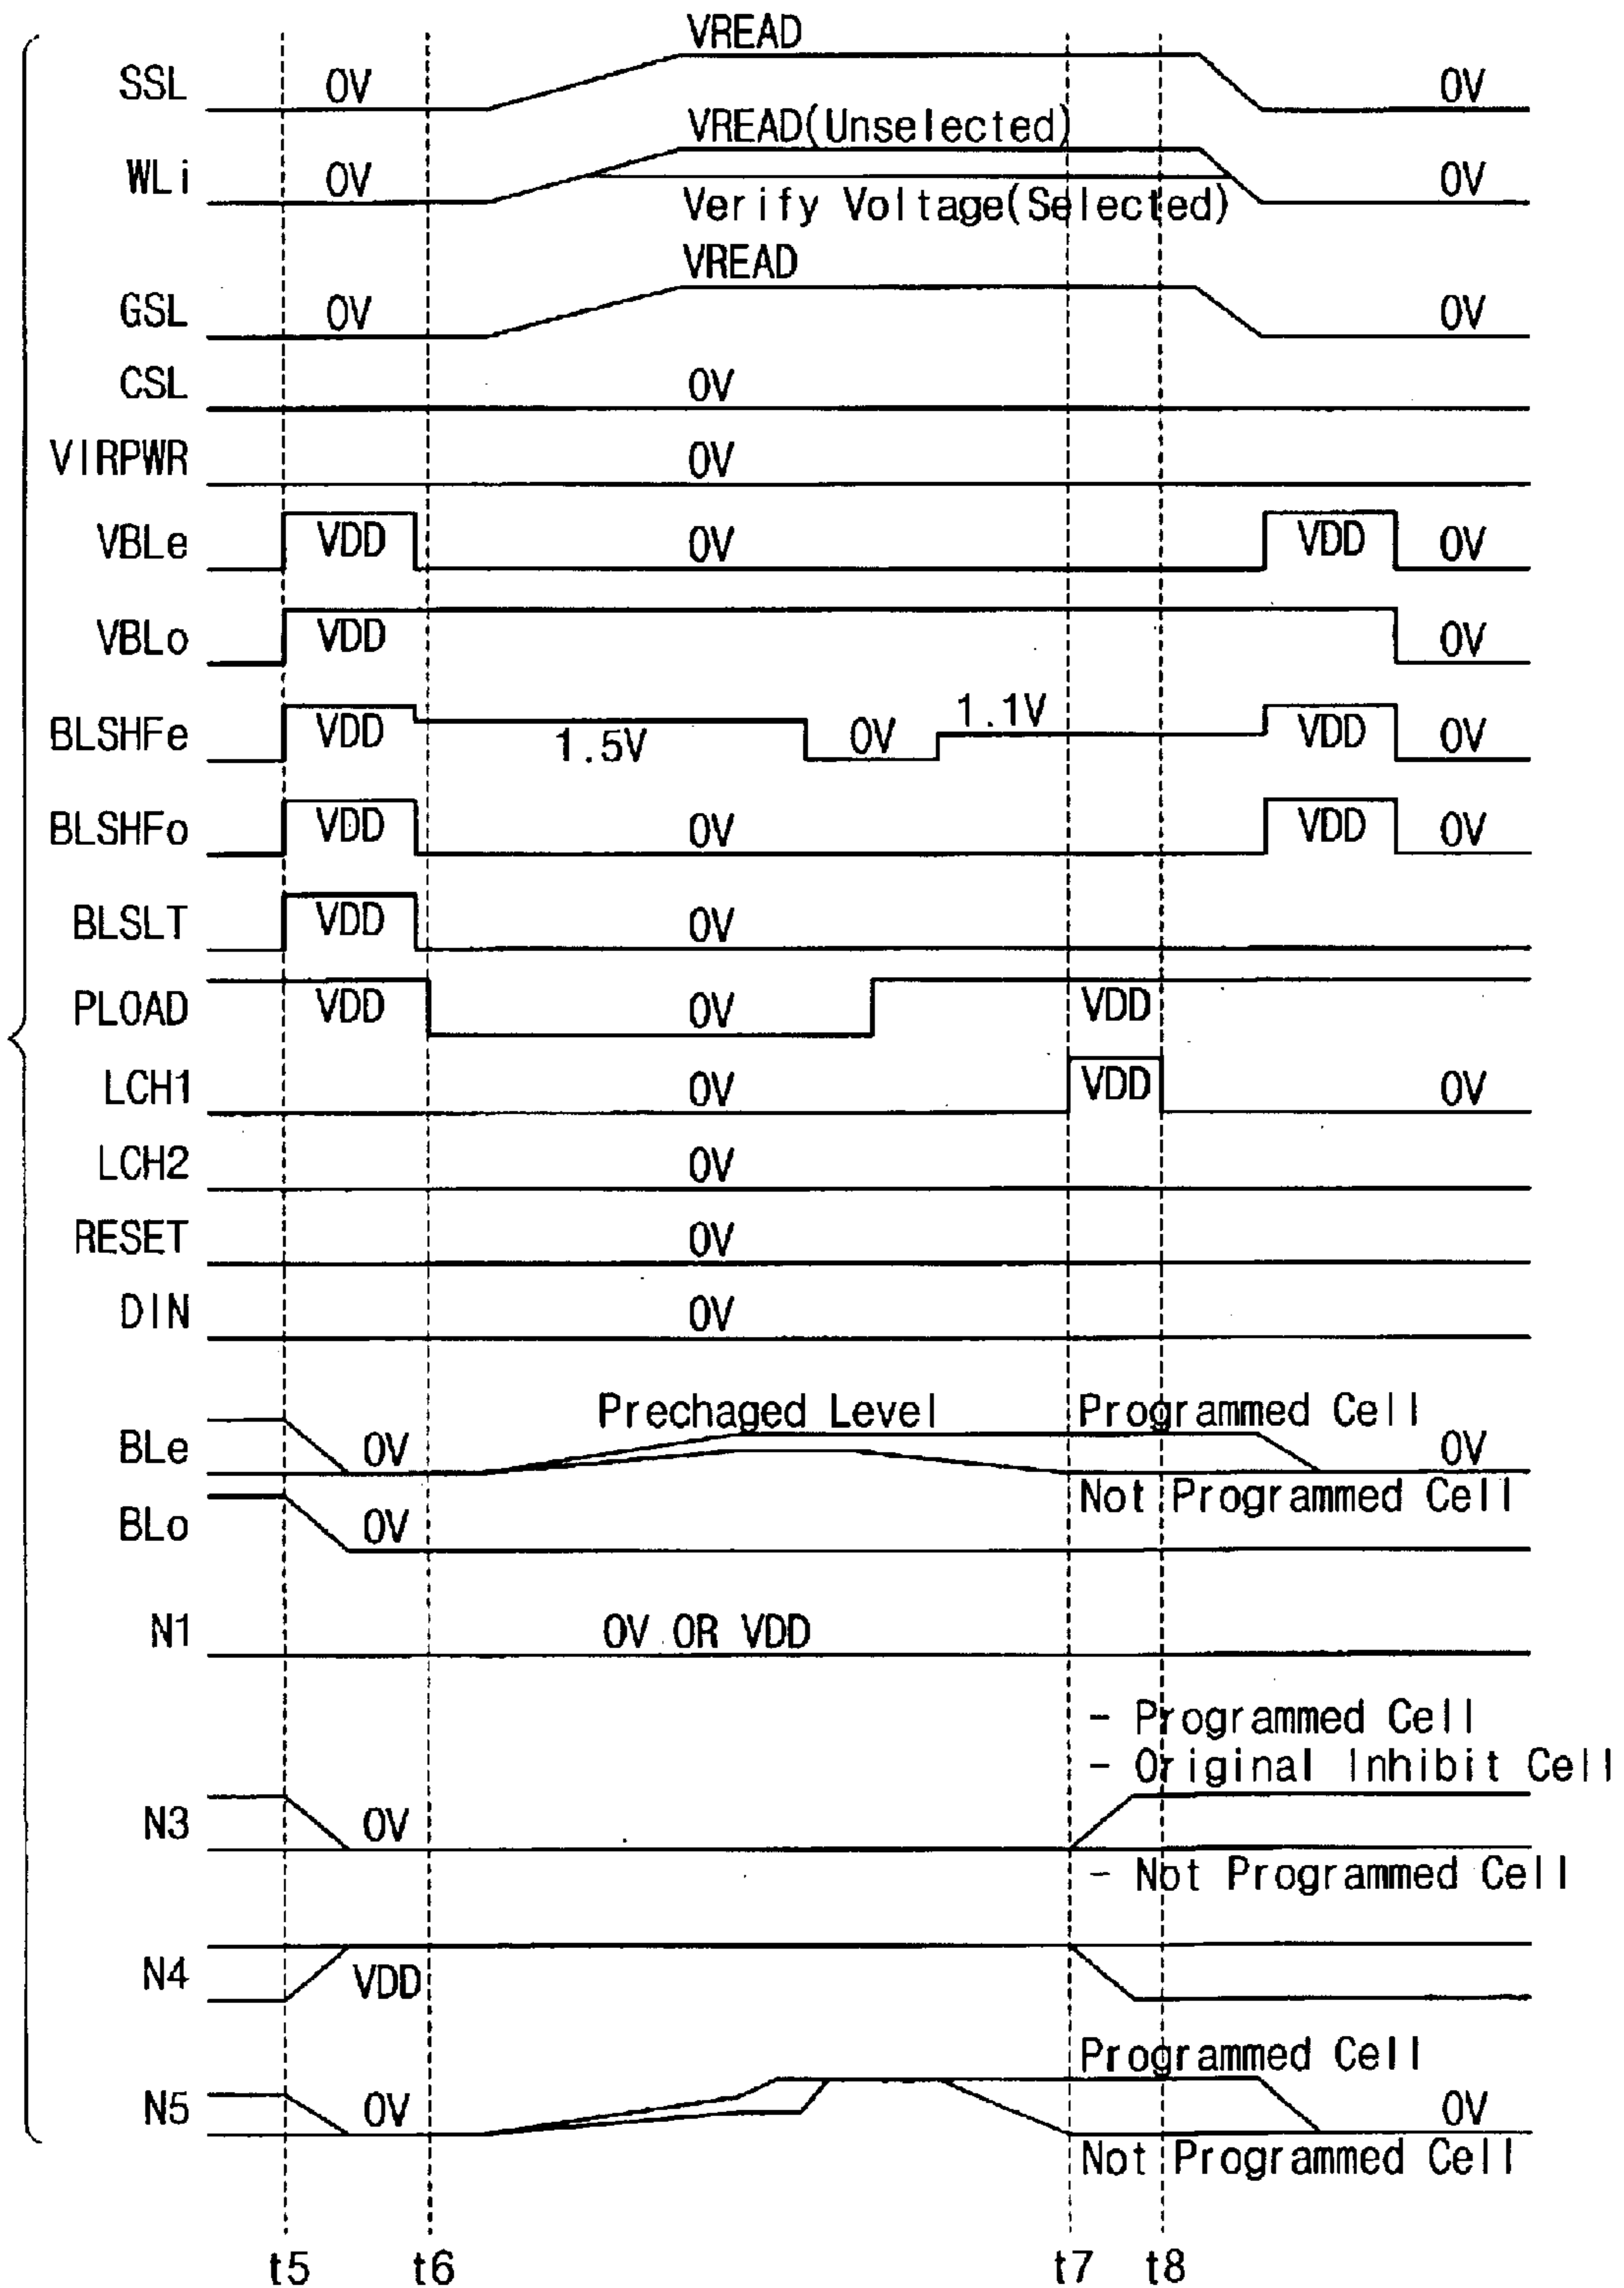 VREAD
SSL 0V 0V
VREAD(Unselected)
WLi 0V 0V
Verify Voltage(Selected)
VREAD
GSL 0V 0V
CSL 0V
VIRPWR 0V
VBLe VDD 0V VDD 0V
VBLo VDD 0V
BLSHFe VDD 1.5V 0V 1.1V VDD 0V
BLSHFo VDD 0V VDD 0V
BLSLT VDD 0V
PLOAD VDD 0V VDD
LCH1 0V VDD 0V
LCH2 0V
RESET 0V
DIN 0V
Prechaged Level Programmed Cell
BLe 0V 0V
Not Programmed Cell
BLo 0V
N1 0V OR VDD
- Programmed Cell
- Original Inhibit Cell
N3 0V
- Not Programmed Cell
N4 VDD
Programmed Cell
N5 0V 0V
Not Programmed Cell
t5 t6 t7 t8